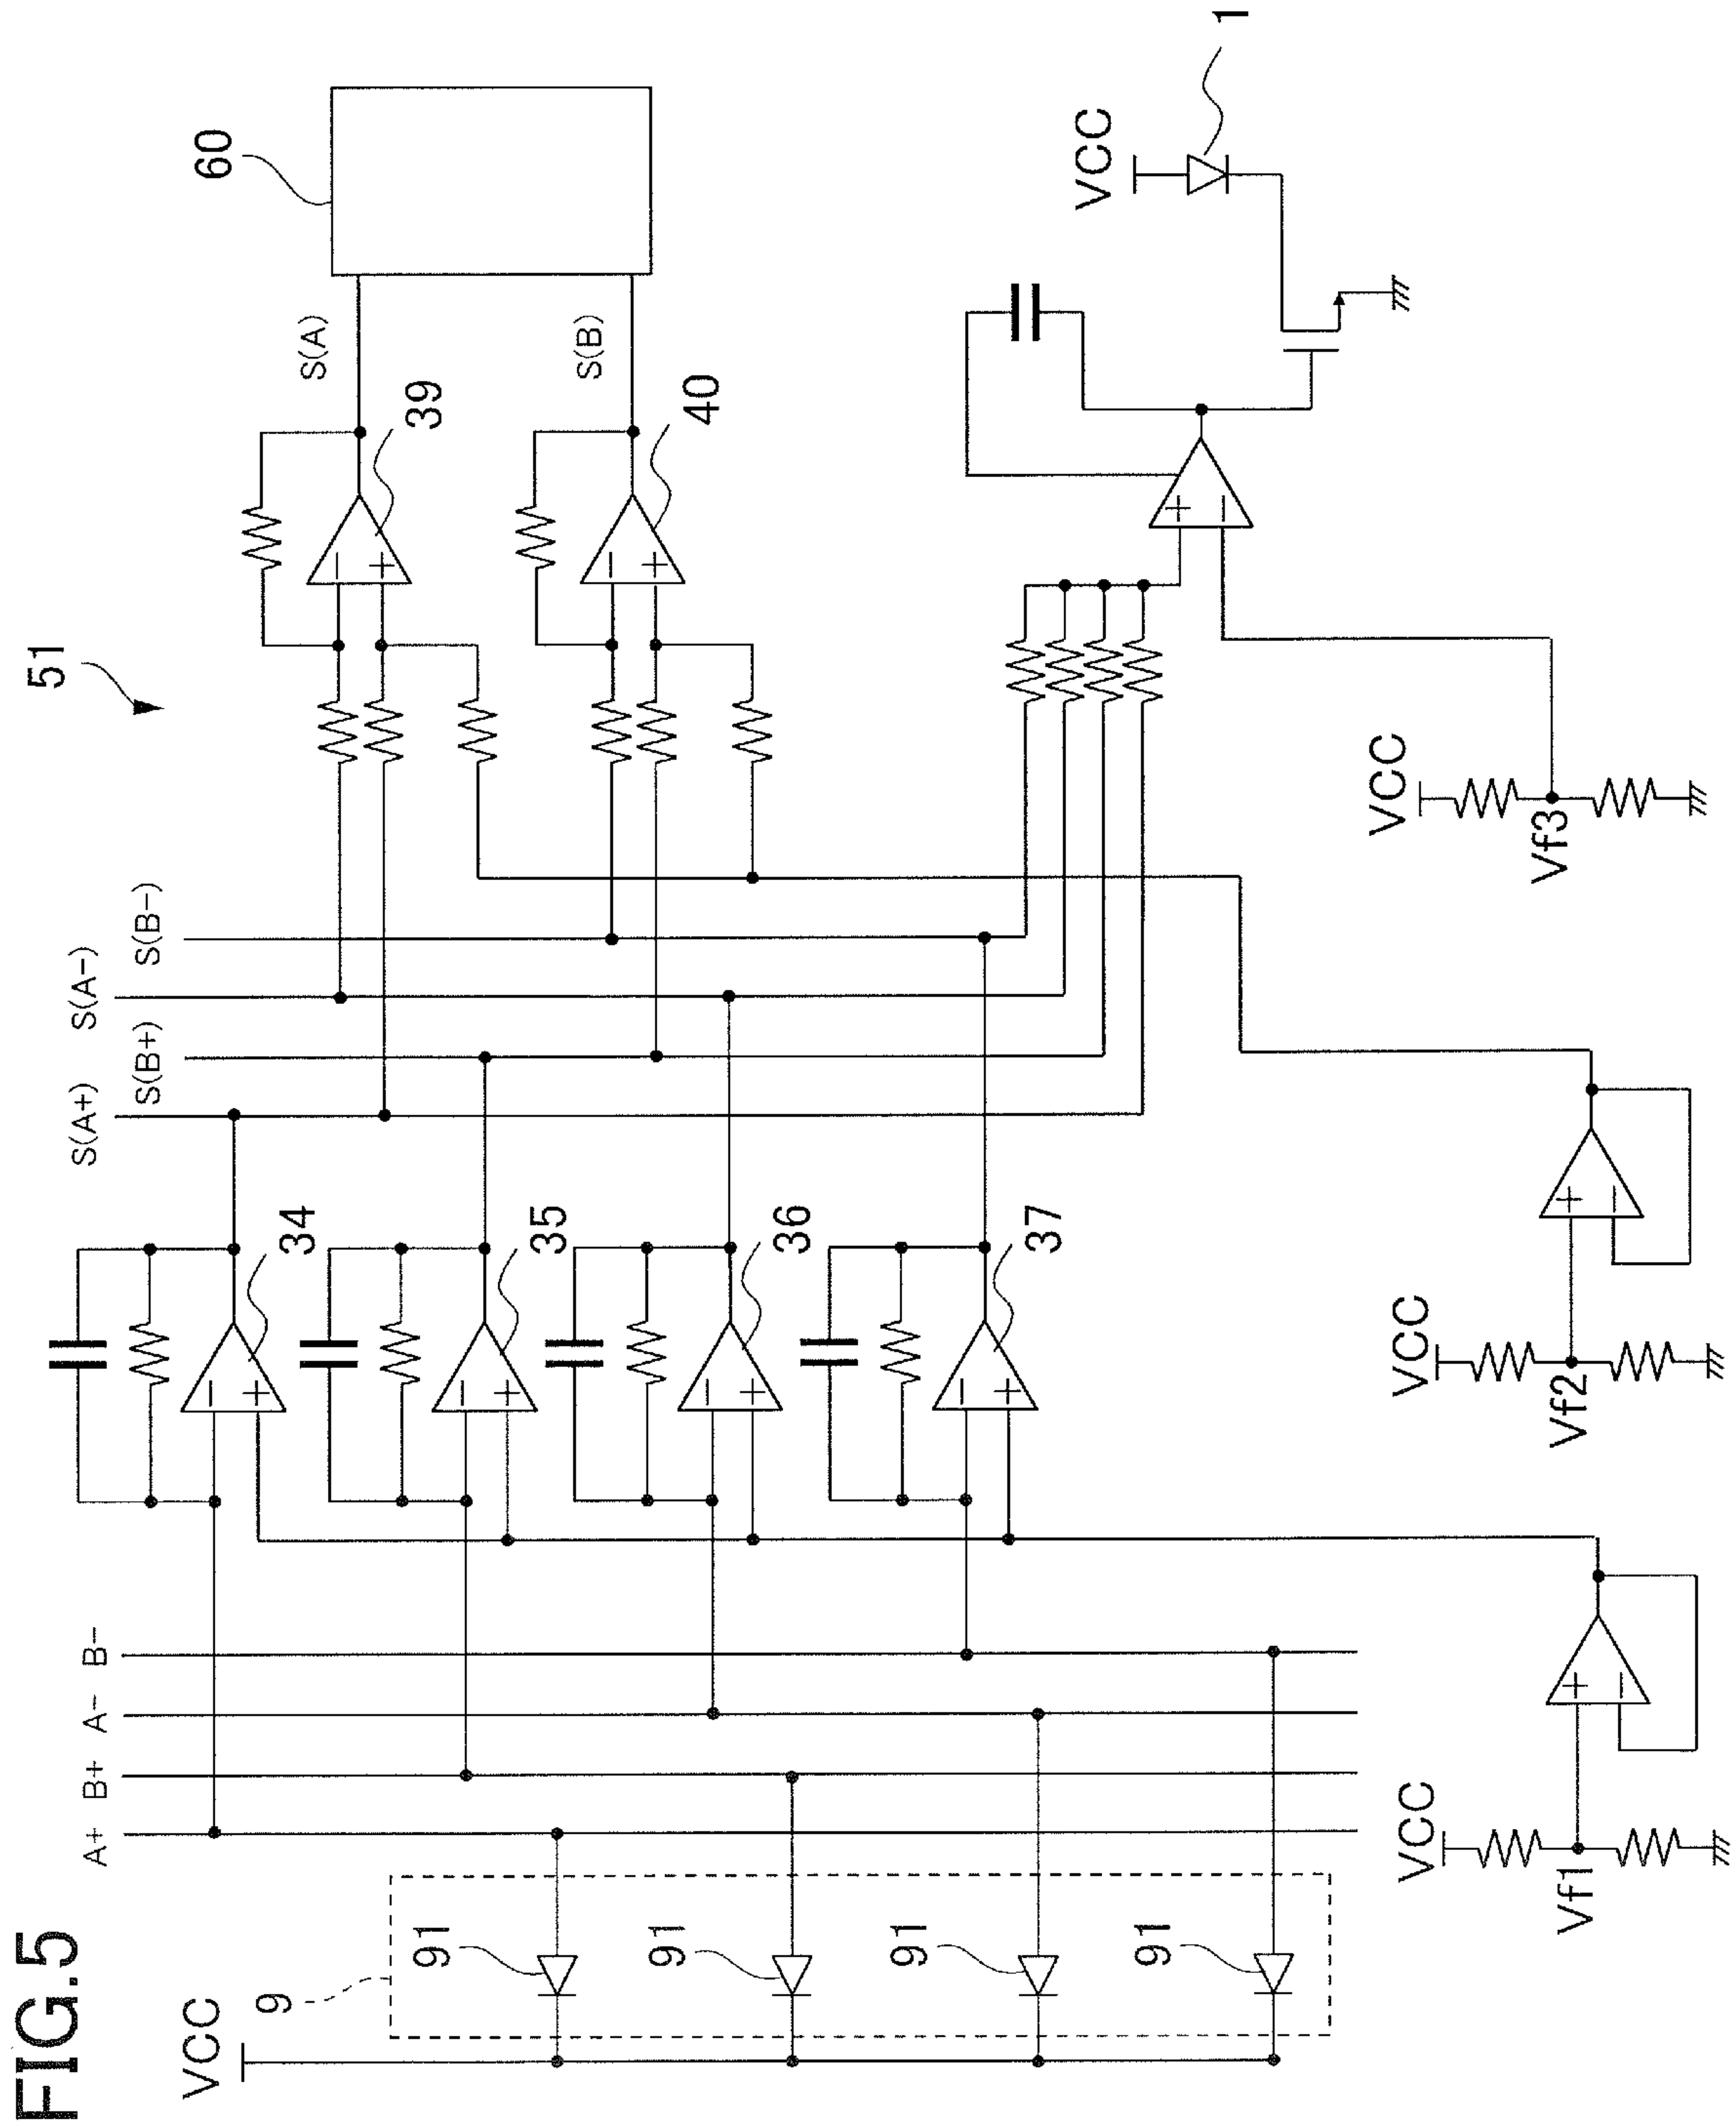 FIG.5
51
VCC
9
91
91
91
91
A+
B+
A-
B-
34
35
36
37
S(A+)
S(B+)
S(A-)
S(B-)
39
40
S(A)
S(B)
60
VCC
Vf1
VCC
Vf2
VCC
Vf3
VCC
1